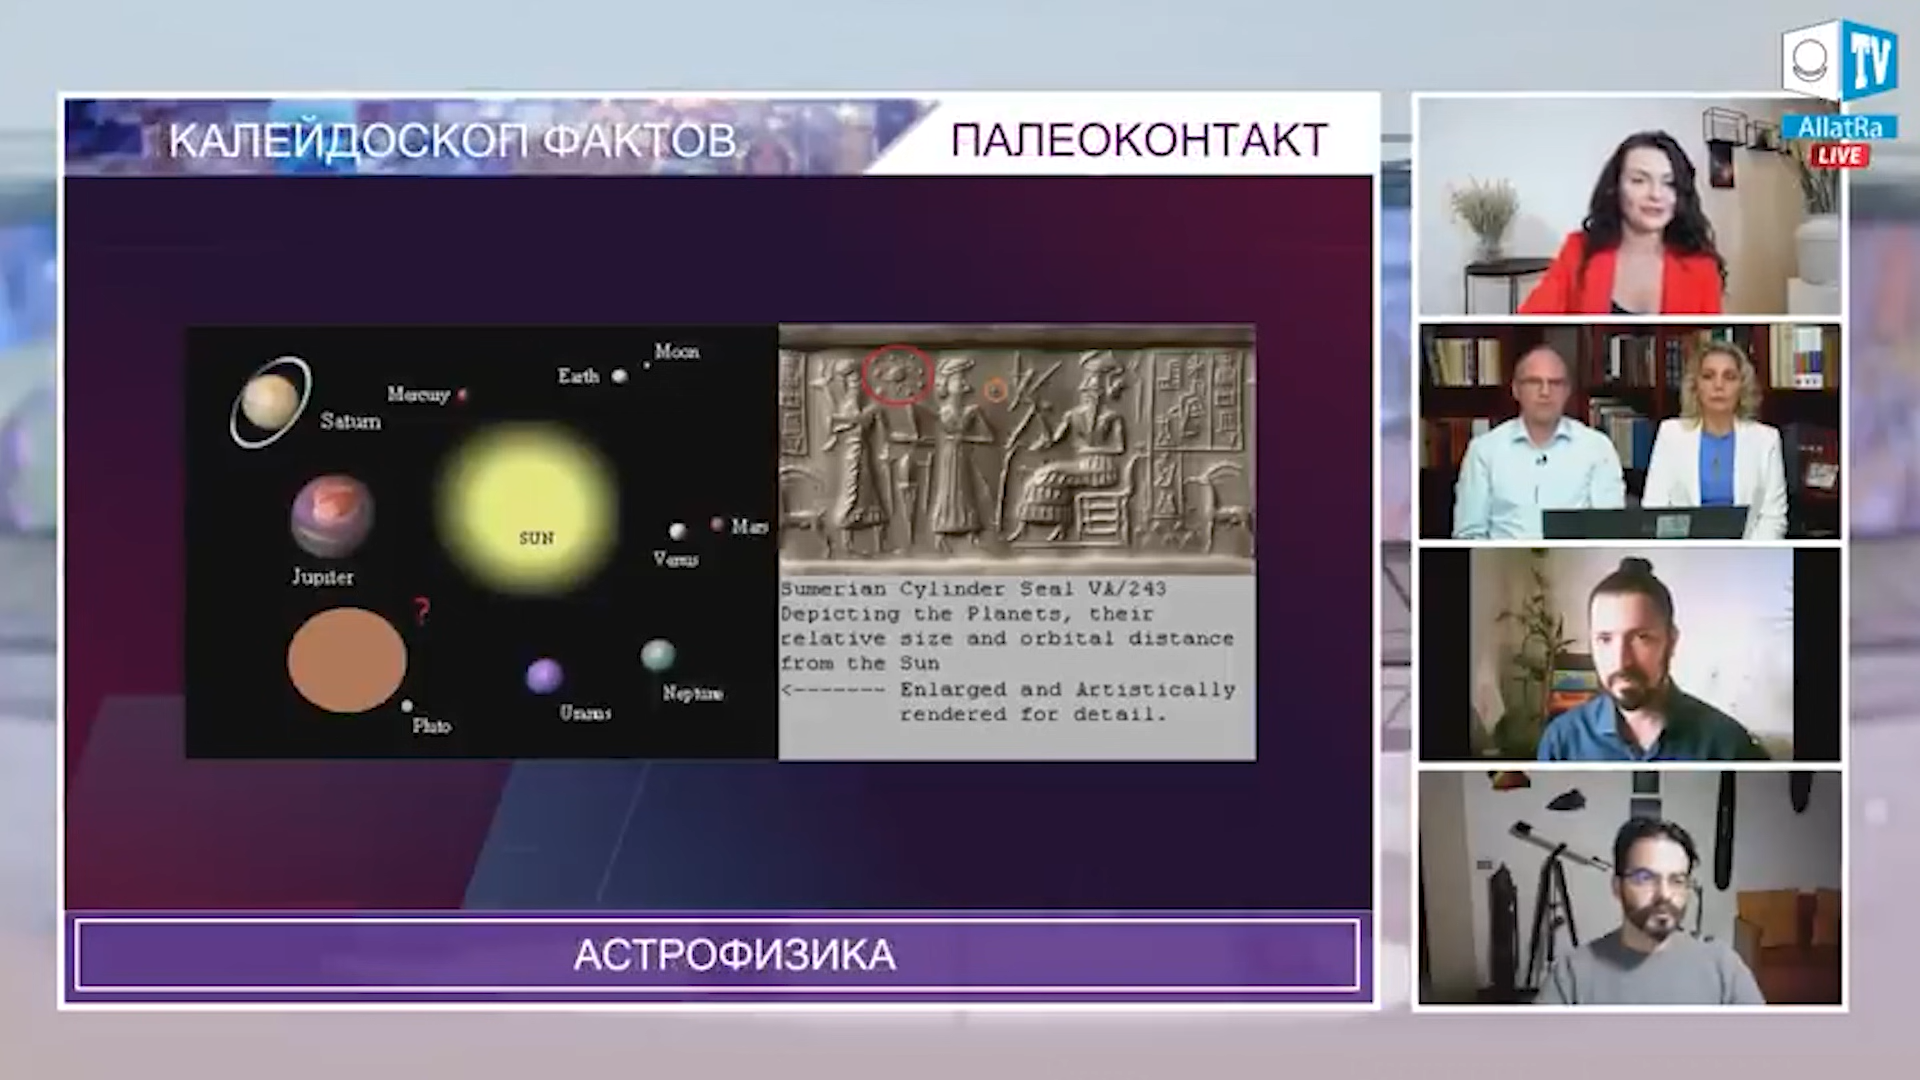 TV
AllatRa
LIVE
КАЛЕЙДОСКОП ФАКТОВ
ПАЛЕОКОНТАКТ
Moon
Earth
Mercury
Saturn
SUN
Mars
Venus
Jupiter
?
Neptune
Uranus
Pluto
Sumerian Cylinder Seal VA/243
Depicting the Planets, their
relative size and orbital distance
from the Sun
<------- Enlarged and Artistically
rendered for detail.
АСТРОФИЗИКА